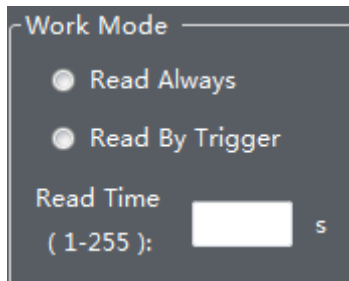 Work Mode
Read Always
Read By Trigger
Read Time
( 1-255 ): s